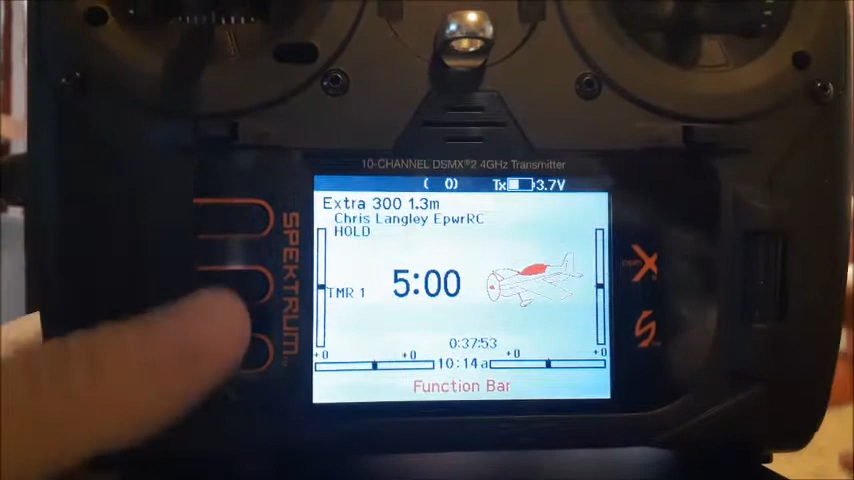 10-CHANNEL DSMX® 2.4GHz Transmitter
( 0) Tx 3.7V
Extra 300 1.3m
Chris Langley EpwrRC
HOLD
TMR 1 5:00
0:37:53
+0 +0 10:14a +0 +0
Function Bar
SPEKTRUM
X